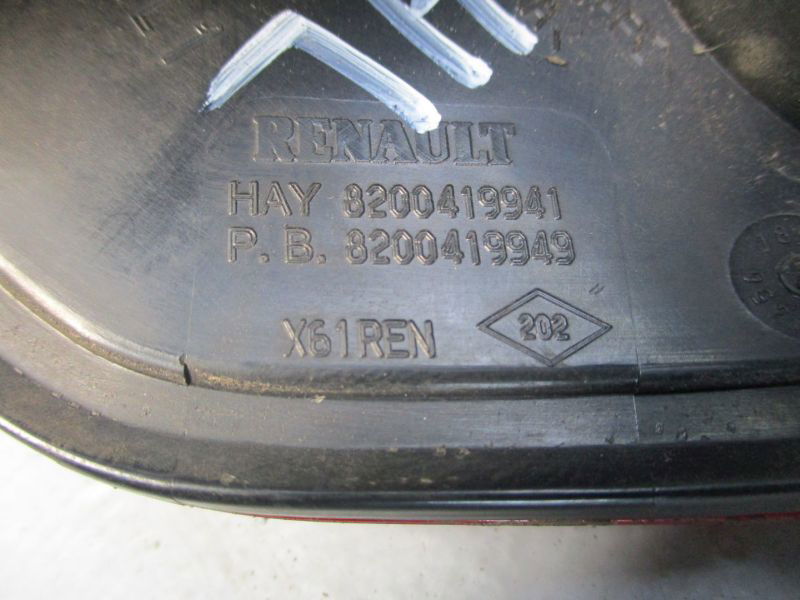 RENAULT
HAY 8200419941
P.B. 8200419949
X61REN 202